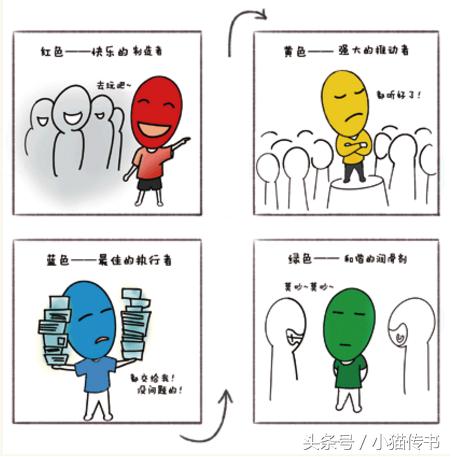 红色——快乐的制造者
去玩吧~
黄色——强大的推动者
都听好了!
蓝色——最佳的执行者
都交给我!
没问题的!
绿色——和谐的润滑剂
莫吵~莫吵~
头条号 / 小猫传书